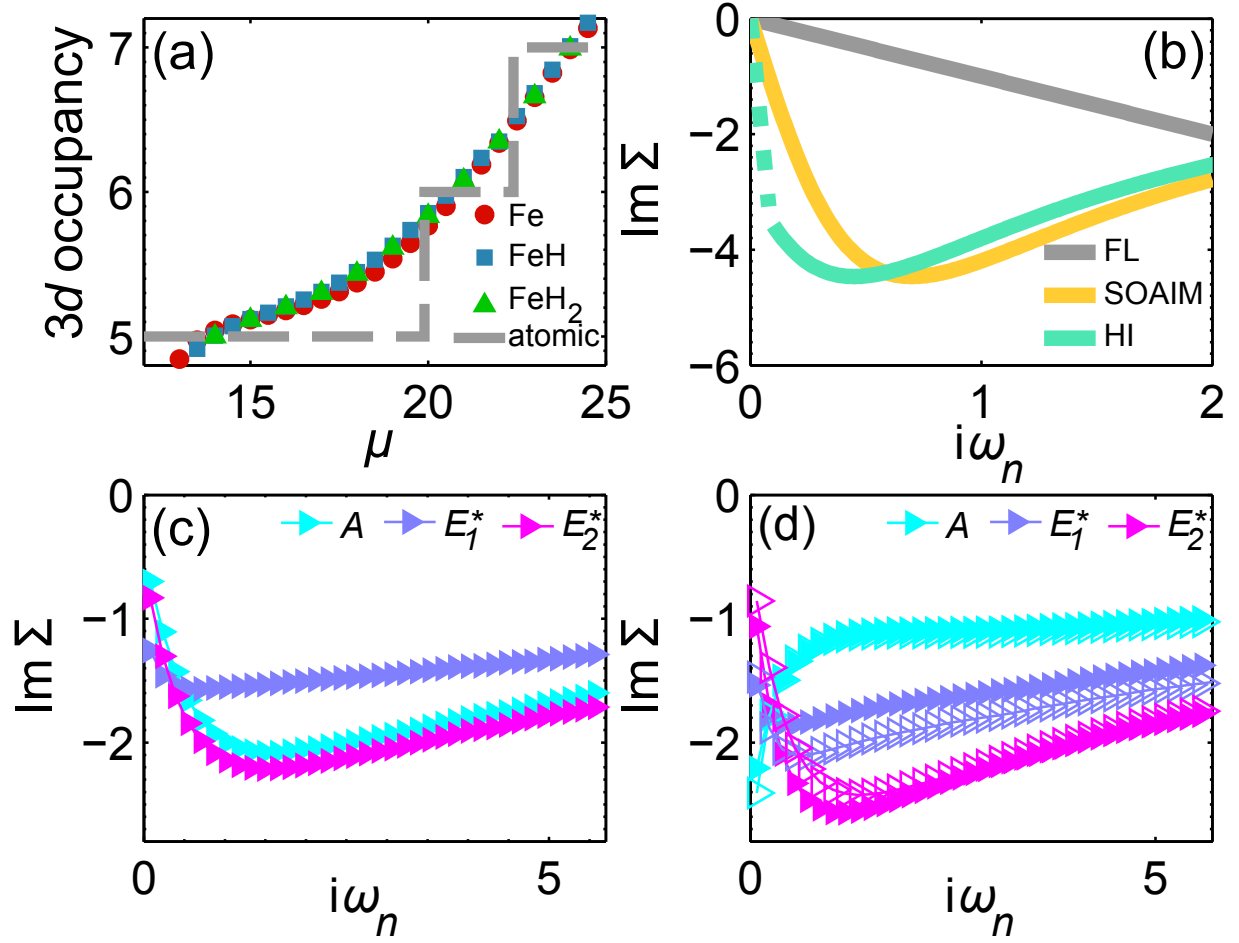 (a)
3d occupancy
7
6
5
Fe
FeH
FeH2
atomic
15
20
25
μ
(b)
Im Σ
0
−2
−4
−6
FL
SOAIM
HI
0
1
2
iωn
(c)
A
E1*
E2*
Im Σ
0
−1
−2
0
5
iωn
(d)
A
E1*
E2*
Im Σ
0
−1
−2
0
5
iωn